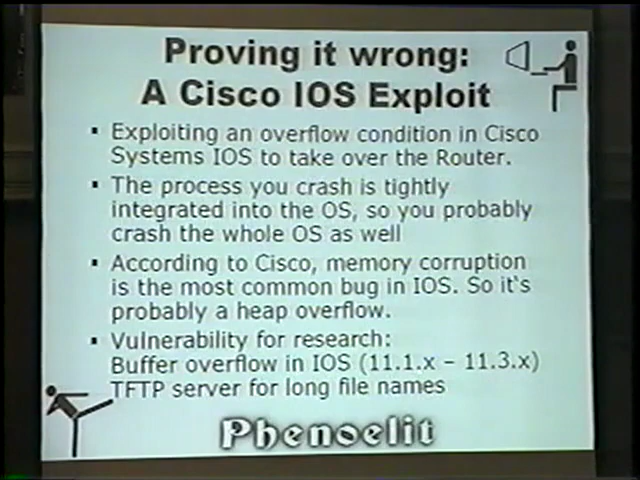 Proving it wrong:
A Cisco IOS Exploit
▪ Exploiting an overflow condition in Cisco
Systems IOS to take over the Router.
▪ The process you crash is tightly
integrated into the OS, so you probably
crash the whole OS as well
▪ According to Cisco, memory corruption
is the most common bug in IOS. So it's
probably a heap overflow.
▪ Vulnerability for research:
Buffer overflow in IOS (11.1.x – 11.3.x)
TFTP server for long file names
Phenoelit